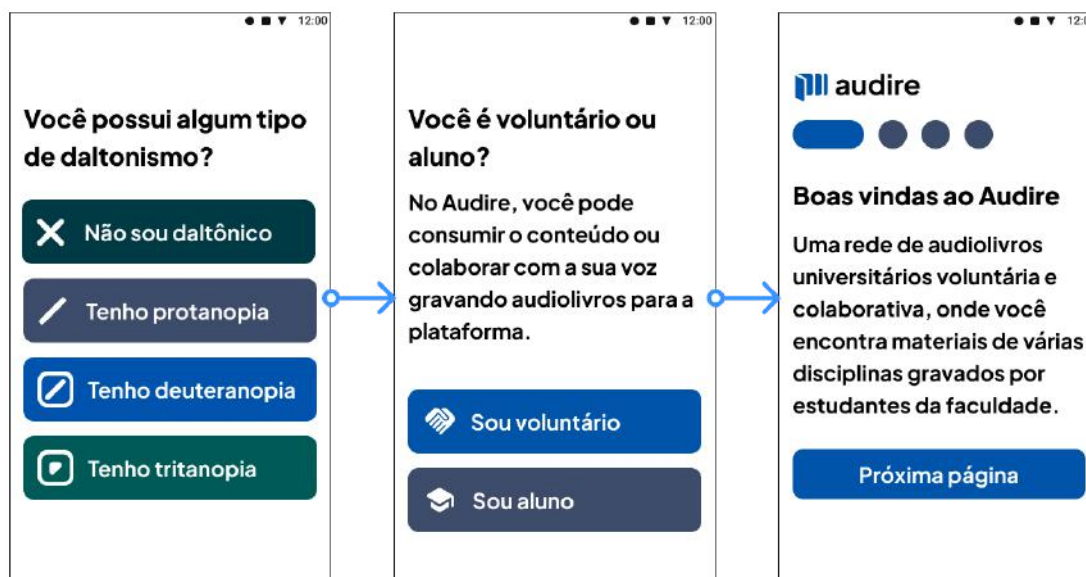 12:00
Você possui algum tipo
de daltonismo?
Não sou daltônico
Tenho protanopia
Tenho deuteranopia
Tenho tritanopia
12:00
Você é voluntário ou
aluno?
No Audire, você pode
consumir o conteúdo ou
colaborar com a sua voz
gravando audiolivros para a
plataforma.
Sou voluntário
Sou aluno
audire
Boas vindas ao Audire
Uma rede de audiolivros
universitários voluntária e
colaborativa, onde você
encontra materiais de várias
disciplinas gravados por
estudantes da faculdade.
Próxima página